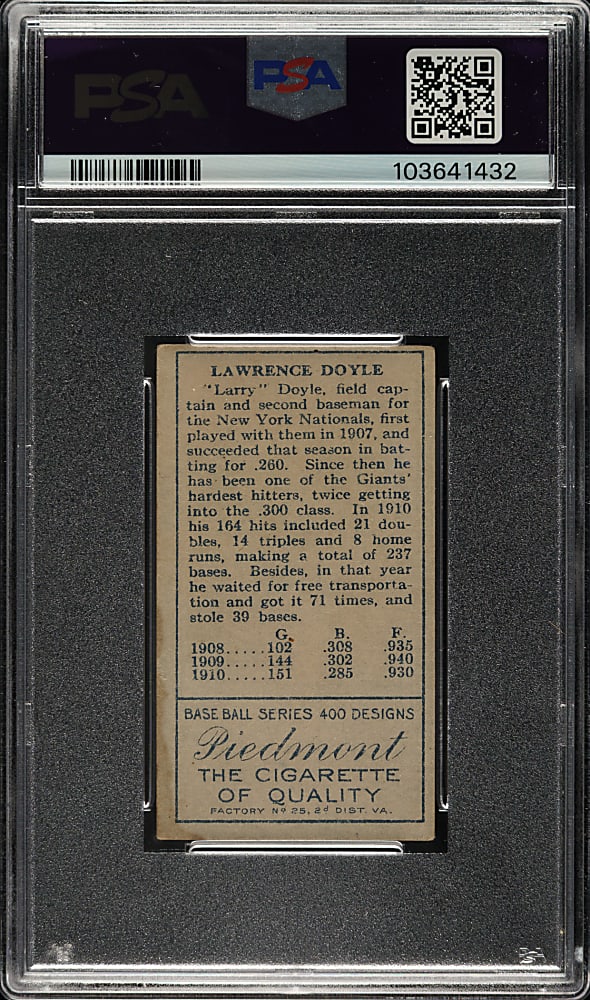 PSA
PSA
103641432
LAWRENCE DOYLE
"Larry" Doyle, field cap-
tain and second baseman for
the New York Nationals, first
played with them in 1907, and
succeeded that season in bat-
ting for .260. Since then he
has been one of the Giants'
hardest hitters, twice getting
into the .300 class. In 1910
his 164 hits included 21 dou-
bles, 14 triples and 8 home
runs, making a total of 237
bases. Besides, in that year
he waited for free transporta-
tion and got it 71 times, and
stole 39 bases.
G. B. F.
1908.....102 .308 .935
1909.....144 .302 .940
1910.....151 .285 .930
BASE BALL SERIES 400 DESIGNS
Piedmont
THE CIGARETTE
OF QUALITY
FACTORY Nº 25, 2d DIST. VA.
PSA